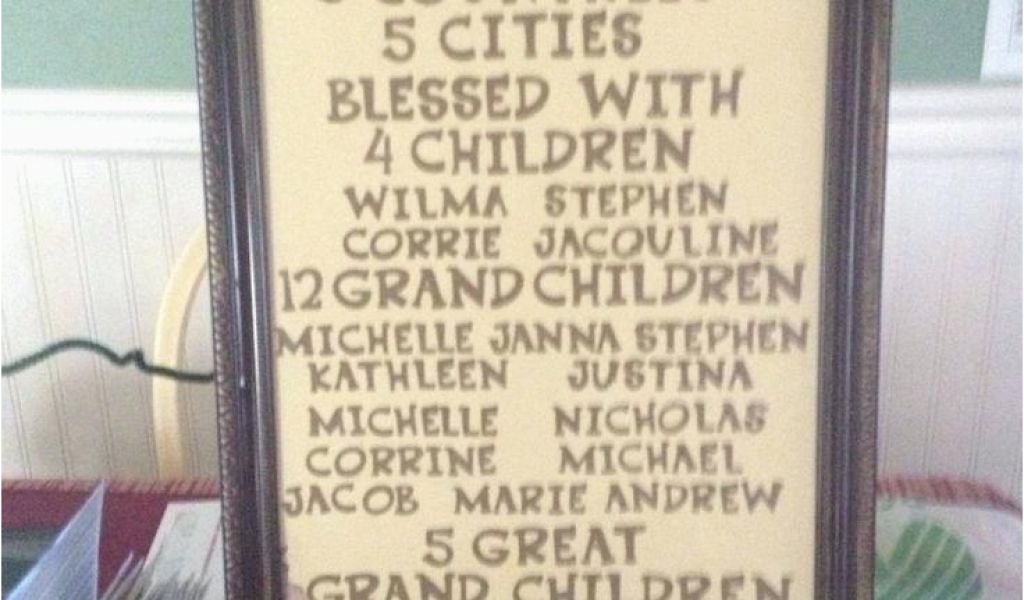 5 CITIES
BLESSED WITH
4 CHILDREN
WILMA STEPHEN
CORRIE JACQULINE
12 GRAND CHILDREN
MICHELLE JANNA STEPHEN
KATHLEEN JUSTINA
MICHELLE NICHOLAS
CORRINE MICHAEL
JACOB MARIE ANDREW
5 GREAT
GRAND CHILDREN